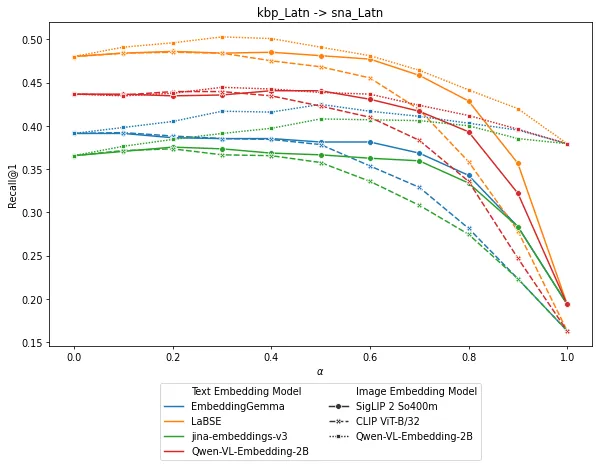 kbp_Latn -> sna_Latn
Recall@1
0.50
0.45
0.40
0.35
0.30
0.25
0.20
0.15
0.0
0.2
0.4
0.6
0.8
1.0
α
Text Embedding Model
EmbeddingGemma
LaBSE
jina-embeddings-v3
Qwen-VL-Embedding-2B
Image Embedding Model
SigLIP 2 So400m
CLIP ViT-B/32
Qwen-VL-Embedding-2B